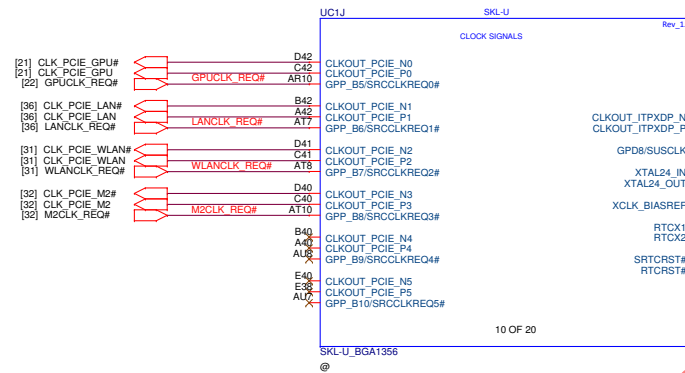 UC1J SKL-U
Rev_1
CLOCK SIGNALS
[21] CLK_PCIE_GPU# D42 CLKOUT_PCIE_N0
[21] CLK_PCIE_GPU C42 CLKOUT_PCIE_P0
[22] GPUCLK_REQ# GPUCLK_REQ# AR10 GPP_B5/SRCCLKREQ0#
[36] CLK_PCIE_LAN# B42 CLKOUT_PCIE_N1
[36] CLK_PCIE_LAN A42 CLKOUT_PCIE_P1 CLKOUT_ITPXDP_N
[36] LANCLK_REQ# LANCLK_REQ# AT7 GPP_B6/SRCCLKREQ1# CLKOUT_ITPXDP_P
[31] CLK_PCIE_WLAN# D41 CLKOUT_PCIE_N2 GPD8/SUSCLK
[31] CLK_PCIE_WLAN C41 CLKOUT_PCIE_P2
[31] WLANCLK_REQ# WLANCLK_REQ# AT8 GPP_B7/SRCCLKREQ2# XTAL24_IN
XTAL24_OUT
[32] CLK_PCIE_M2# D40 CLKOUT_PCIE_N3
[32] CLK_PCIE_M2 C40 CLKOUT_PCIE_P3 XCLK_BIASREF
[32] M2CLK_REQ# M2CLK_REQ# AT10 GPP_B8/SRCCLKREQ3#
RTCX1
B40 CLKOUT_PCIE_N4 RTCX2
A40 CLKOUT_PCIE_P4
AU8 GPP_B9/SRCCLKREQ4# SRTCRST#
RTCRST#
E40 CLKOUT_PCIE_N5
E38 CLKOUT_PCIE_P5
AU7 GPP_B10/SRCCLKREQ5#
10 OF 20
SKL-U_BGA1356
@